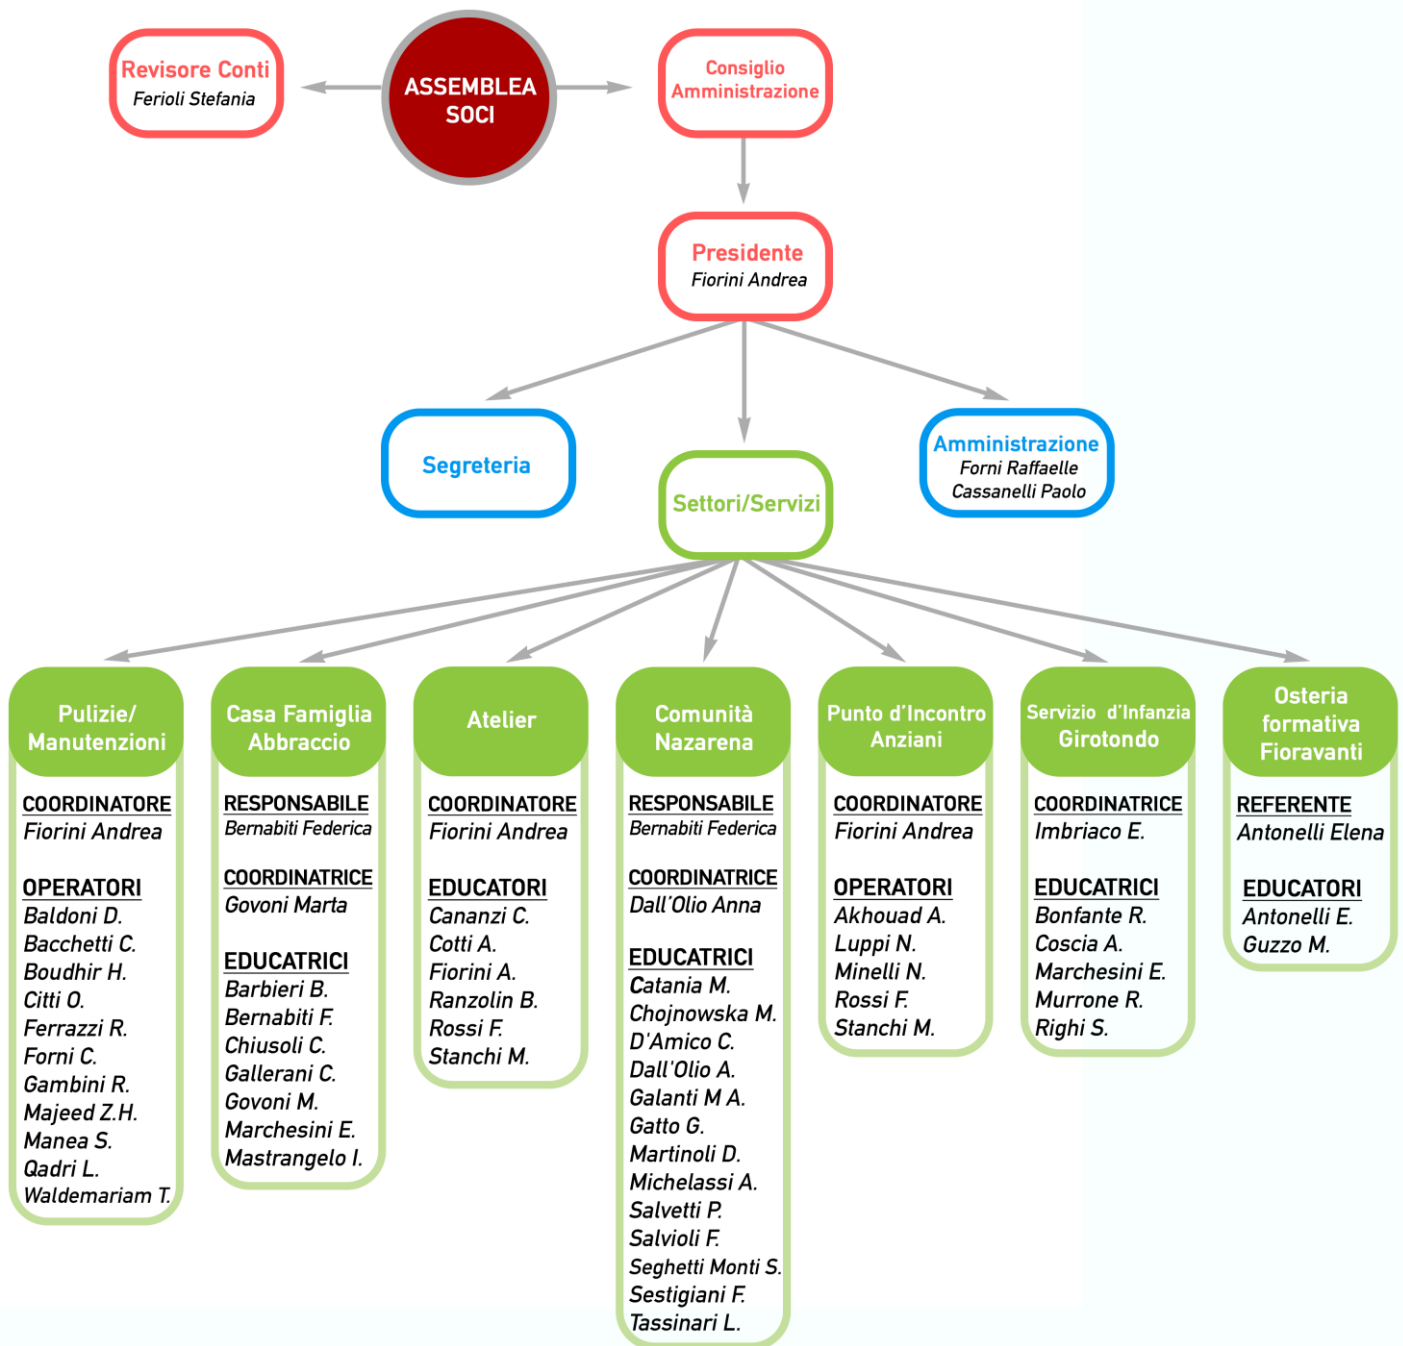 Revisore Conti
Ferioli Stefania
ASSEMBLEA
SOCI
Consiglio
Amministrazione
Presidente
Fiorini Andrea
Segreteria
Settori/Servizi
Amministrazione
Forni Raffaelle
Cassanelli Paolo
Pulizie/
Manutenzioni
COORDINATORE
Fiorini Andrea
OPERATORI
Baldoni D.
Bacchetti C.
Boudhir H.
Citti O.
Ferrazzi R.
Forni C.
Gambini R.
Majeed Z.H.
Manea S.
Qadri L.
Waldemariam T.
Casa Famiglia
Abbraccio
RESPONSABILE
Bernabiti Federica
COORDINATRICE
Govoni Marta
EDUCATRICI
Barbieri B.
Bernabiti F.
Chiusoli C.
Gallerani C.
Govoni M.
Marchesini E.
Mastrangelo I.
Atelier
COORDINATORE
Fiorini Andrea
EDUCATORI
Cananzi C.
Cotti A.
Fiorini A.
Ranzolin B.
Rossi F.
Stanchi M.
Comunità
Nazarena
RESPONSABILE
Bernabiti Federica
COORDINATRICE
Dall'Olio Anna
EDUCATRICI
Catania M.
Chojnowska M.
D'Amico C.
Dall'Olio A.
Galanti M A.
Gatto G.
Martinoli D.
Michelassi A.
Salvetti P.
Salvioli F.
Seghetti Monti S.
Sestigiani F.
Tassinari L.
Punto d'Incontro
Anziani
COORDINATORE
Fiorini Andrea
OPERATORI
Akhouad A.
Luppi N.
Minelli N.
Rossi F.
Stanchi M.
Servizio d'Infanzia
Girotondo
COORDINATRICE
Imbriaco E.
EDUCATRICI
Bonfante R.
Coscia A.
Marchesini E.
Murrone R.
Righi S.
Osteria
formativa
Fioravanti
REFERENTE
Antonelli Elena
EDUCATORI
Antonelli E.
Guzzo M.